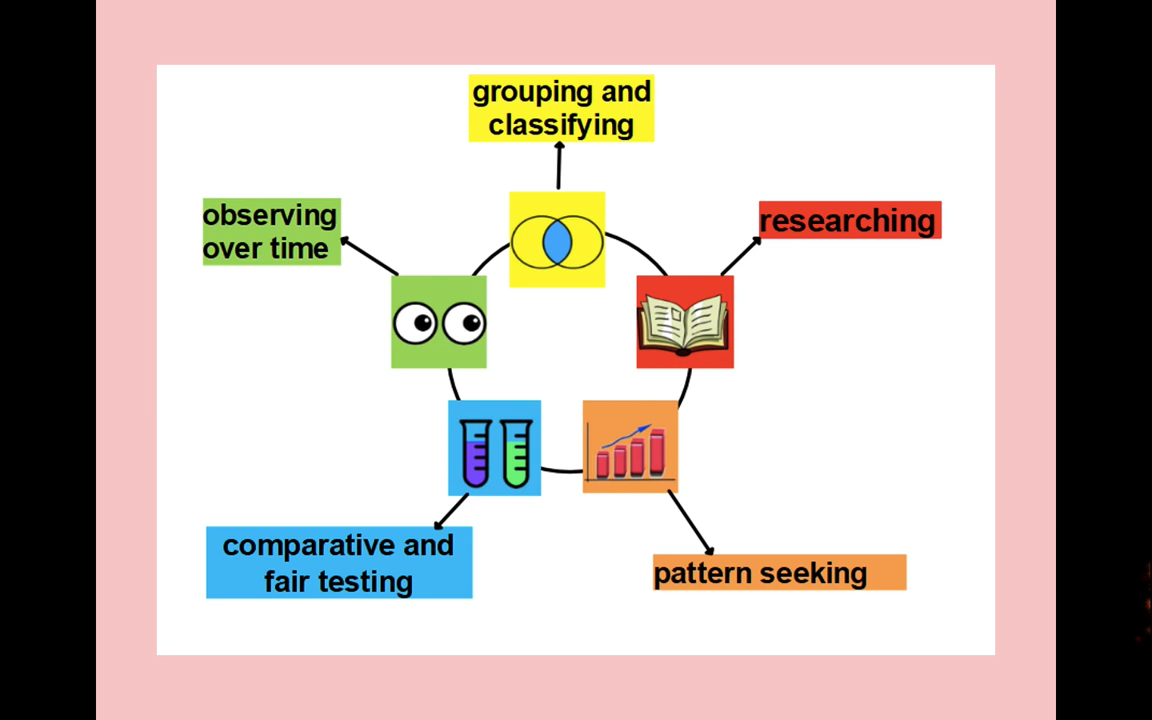 grouping and
classifying
observing
over time
researching
comparative and
fair testing
pattern seeking